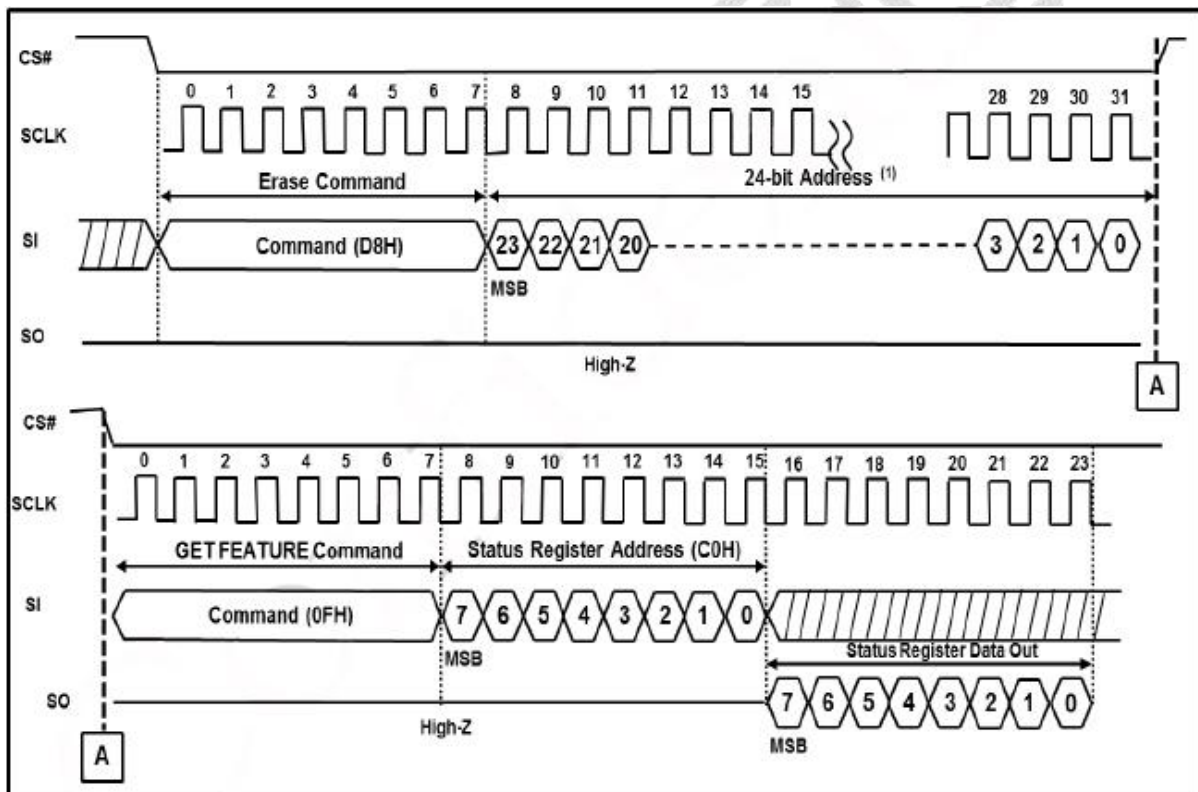 CS#
0 1 2 3 4 5 6 7 8 9 10 11 12 13 14 15 28 29 30 31
SCLK
Erase Command 24-bit Address (1)
SI Command (D8H) 23 22 21 20 3 2 1 0
MSB
SO
High-Z
A
CS#
0 1 2 3 4 5 6 7 8 9 10 11 12 13 14 15 16 17 18 19 20 21 22 23
SCLK
GET FEATURE Command Status Register Address (C0H)
SI Command (0FH) 7 6 5 4 3 2 1 0
MSB Status Register Data Out
SO 7 6 5 4 3 2 1 0
High-Z MSB
A